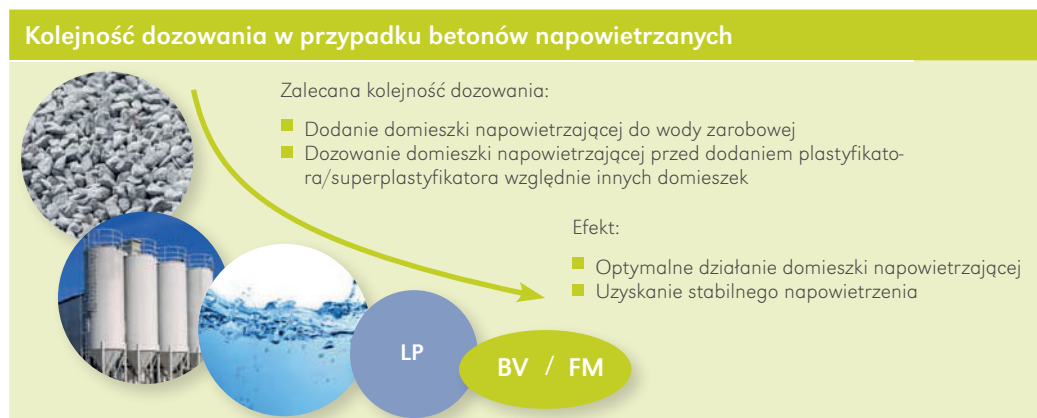 Kolejność dozowania w przypadku betonów napowietrzanych
Zalecana kolejność dozowania:
Dodanie domieszki napowietrzającej do wody zarobowej
Dozowanie domieszki napowietrzającej przed dodaniem plastyfikato-
ra/superplastyfikatora względnie innych domieszek
Efekt:
Optymalne działanie domieszki napowietrzającej
Uzyskanie stabilnego napowietrzenia
LP
BV / FM